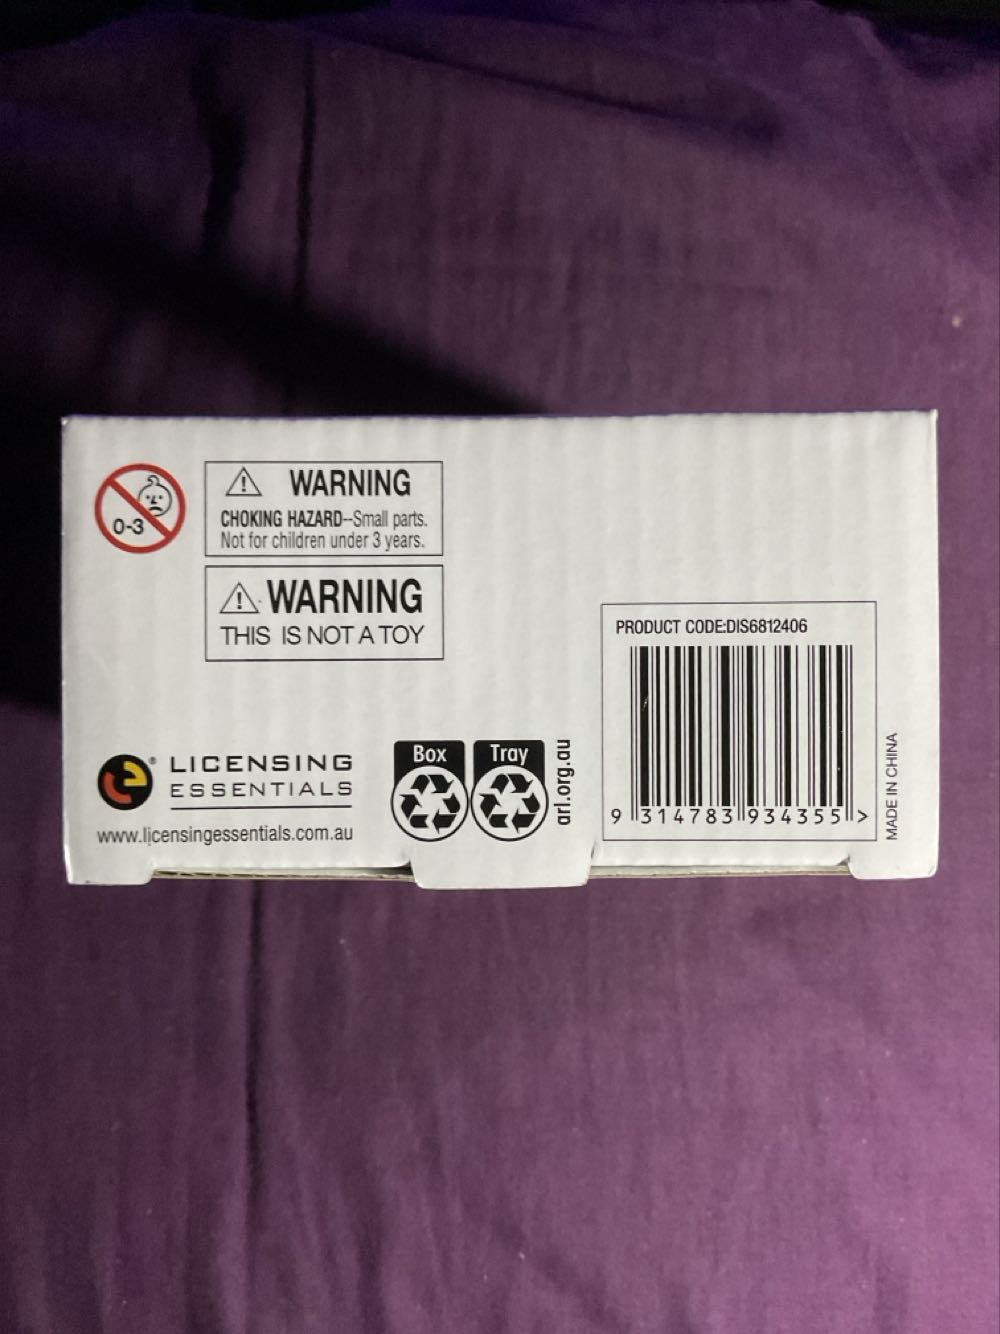 0-3
WARNING
CHOKING HAZARD--Small parts.
Not for children under 3 years.
WARNING
THIS IS NOT A TOY
LICENSING
ESSENTIALS
www.licensingessentials.com.au
Box
Tray
arl.org.au
PRODUCT CODE:DIS6812406
9 314783 934355 >
MADE IN CHINA